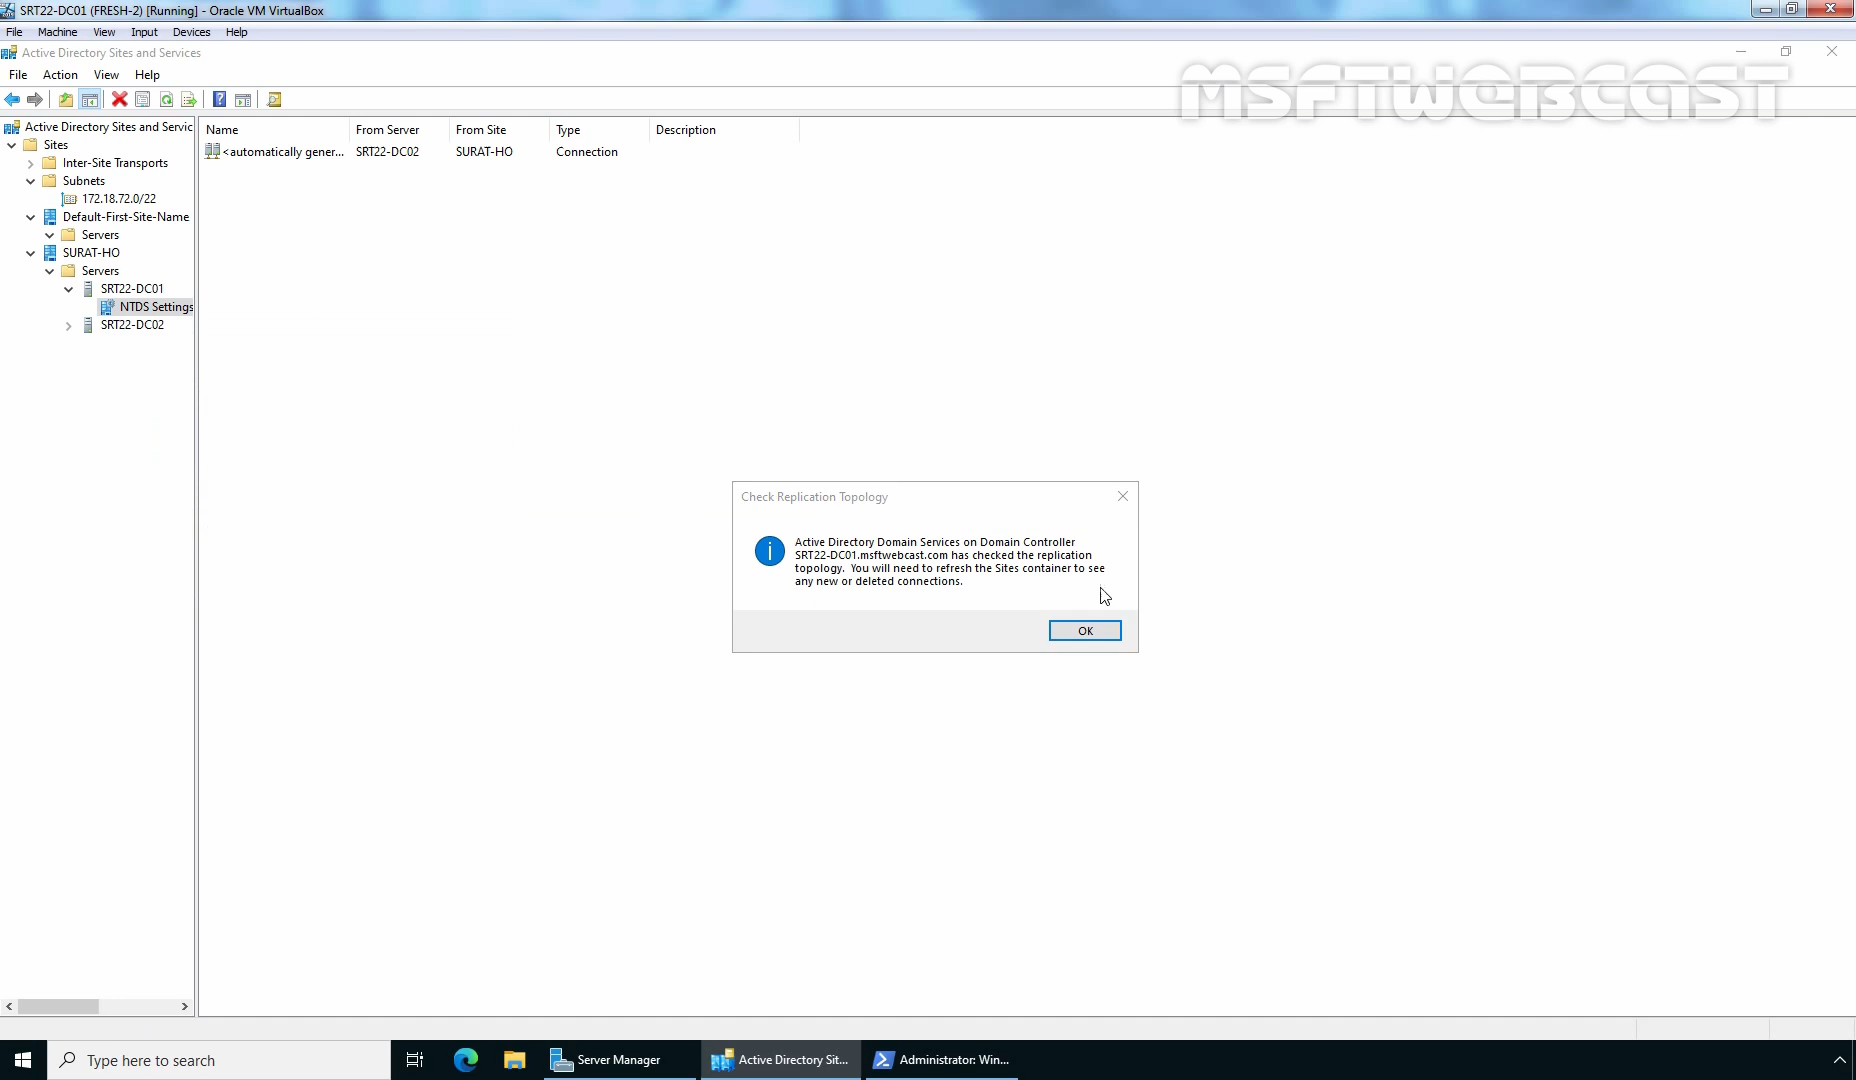 SRT22-DC01 (FRESH-2) [Running] - Oracle VM VirtualBox
File Machine View Input Devices Help
Active Directory Sites and Services
File Action View Help
MSFTWEBCAST
Active Directory Sites and Servic
Name From Server From Site Type Description
Sites
<automatically gener... SRT22-DC02 SURAT-HO Connection
Inter-Site Transports
Subnets
172.18.72.0/22
Default-First-Site-Name
Servers
SURAT-HO
Servers
SRT22-DC01
NTDS Settings
SRT22-DC02
Check Replication Topology
Active Directory Domain Services on Domain Controller
SRT22-DC01.msftwebcast.com has checked the replication
topology. You will need to refresh the Sites container to see
any new or deleted connections.
OK
Type here to search
Server Manager
Active Directory Sit...
Administrator: Win...